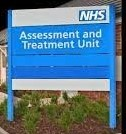 NHS
Assessment and
Treatment Unit